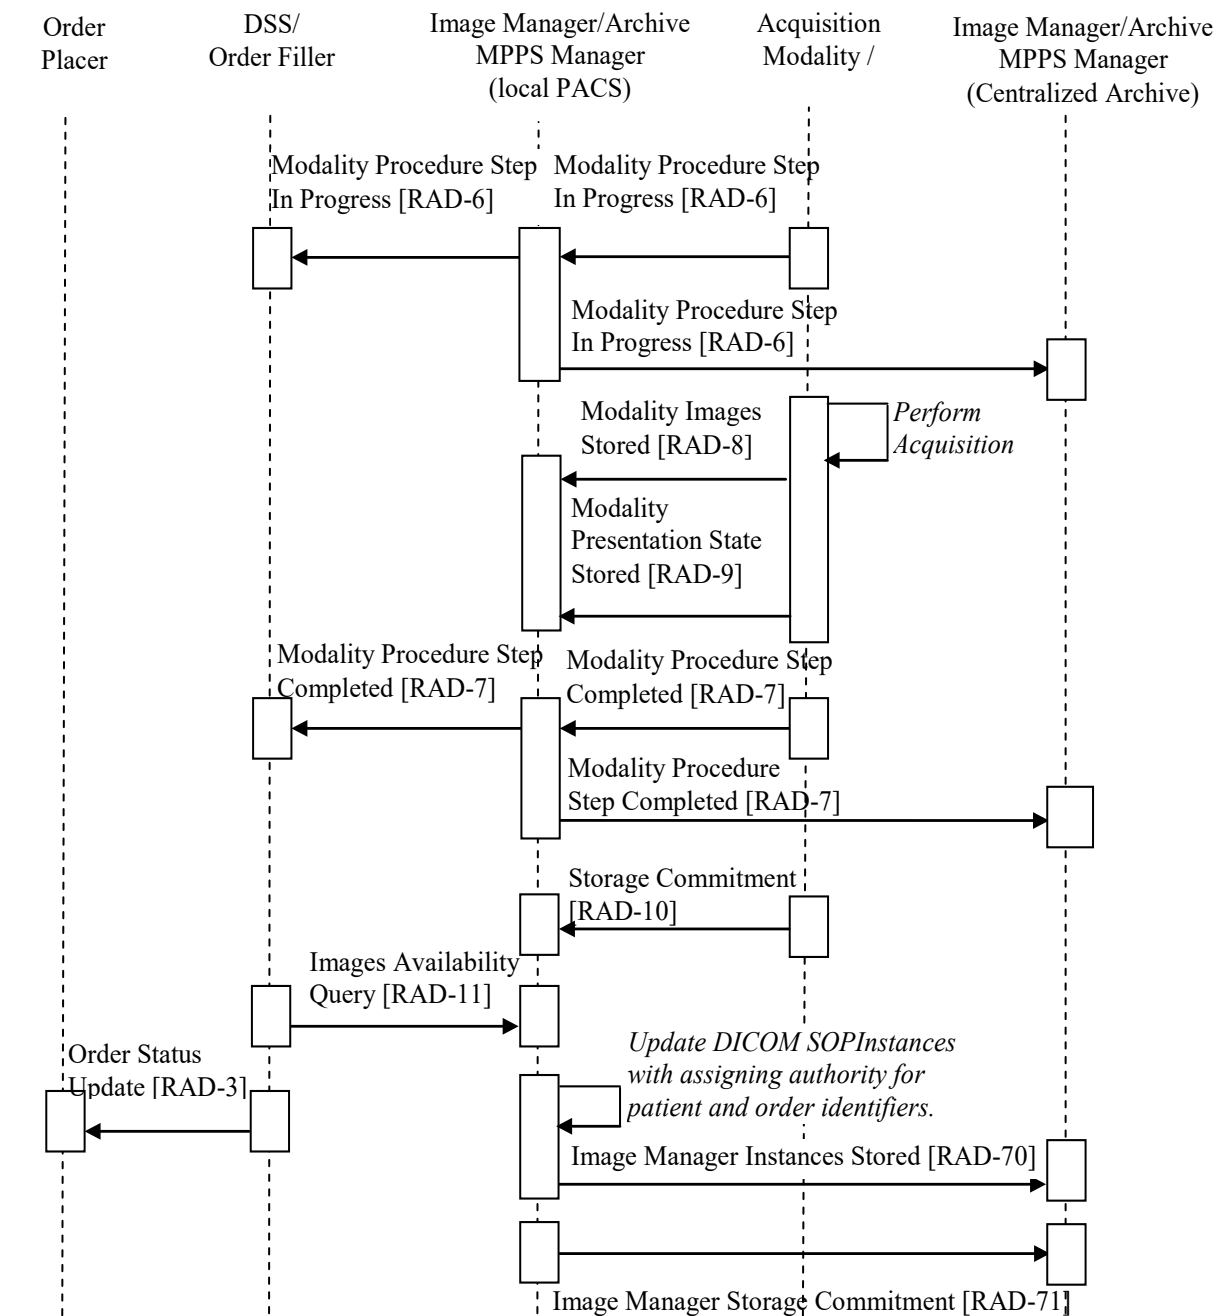 Order
Placer
DSS/
Order Filler
Image Manager/Archive
MPPS Manager
(local PACS)
Acquisition
Modality /
Image Manager/Archive
MPPS Manager
(Centralized Archive)
Modality Procedure Step
In Progress [RAD-6]
Modality Procedure Step
In Progress [RAD-6]
Modality Procedure Step
In Progress [RAD-6]
Perform
Acquisition
Modality Images
Stored [RAD-8]
Modality
Presentation State
Stored [RAD-9]
Modality Procedure Step
Completed [RAD-7]
Modality Procedure Step
Completed [RAD-7]
Modality Procedure
Step Completed [RAD-7]
Storage Commitment
[RAD-10]
Images Availability
Query [RAD-11]
Order Status
Update [RAD-3]
Update DICOM SOPInstances
with assigning authority for
patient and order identifiers.
Image Manager Instances Stored [RAD-70]
Image Manager Storage Commitment [RAD-71]